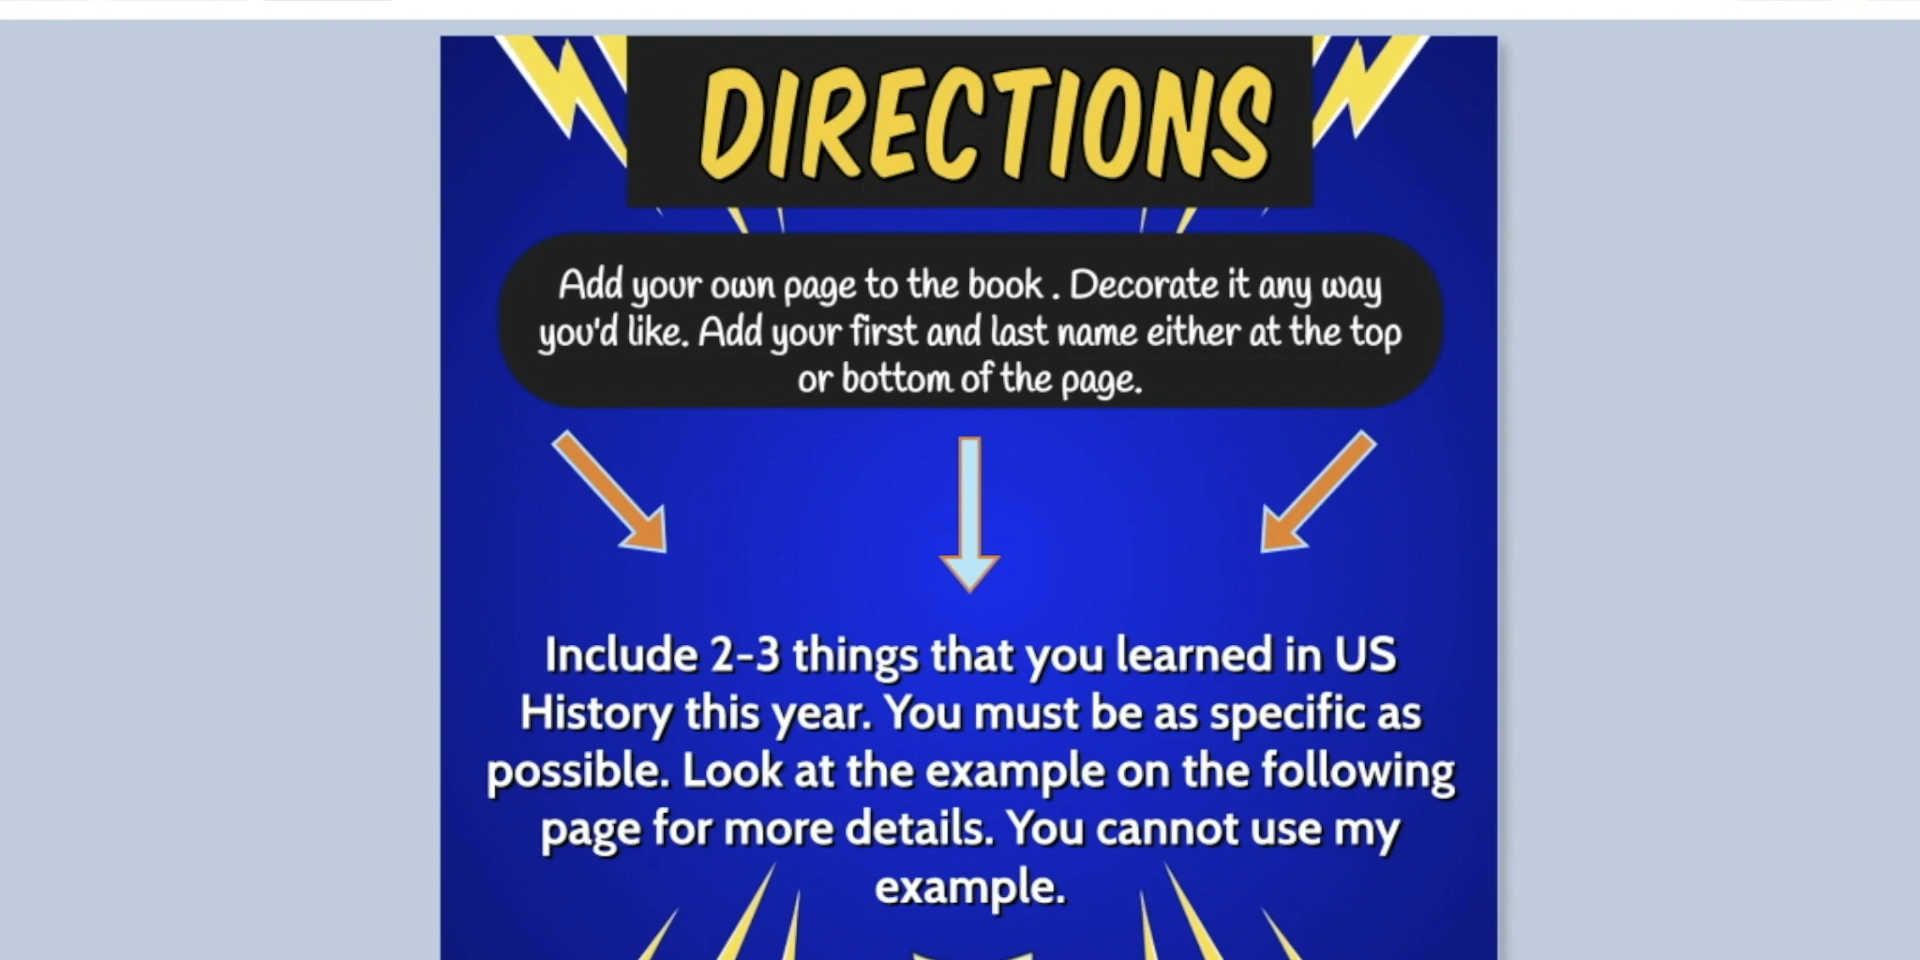 DIRECTIONS
Add your own page to the book . Decorate it any way
you'd like. Add your first and last name either at the top
or bottom of the page.
Include 2-3 things that you learned in US
History this year. You must be as specific as
possible. Look at the example on the following
page for more details. You cannot use my
example.